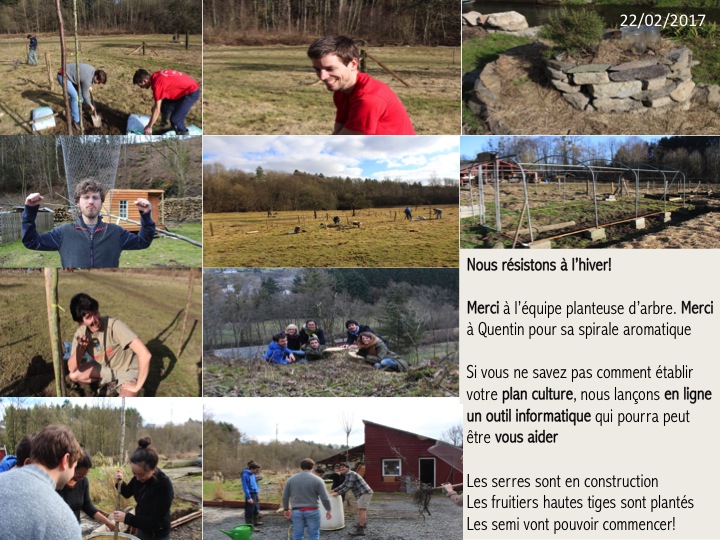 22/02/2017
Nous résistons à l'hiver!
Merci à l'équipe planteuse d'arbre. Merci
à Quentin pour sa spirale aromatique
Si vous ne savez pas comment établir
votre plan culture, nous lançons en ligne
un outil informatique qui pourra peut
être vous aider
Les serres sont en construction
Les fruitiers hautes tiges sont plantés
Les semi vont pouvoir commencer!